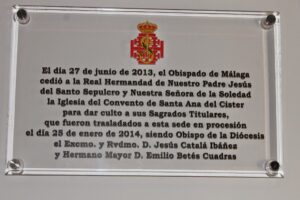 El día 27 de junio de 2013, el Obispado de Málaga
cedió a la Real Hermandad de Nuestro Padre Jesús
del Santo Sepulcro y Nuestra Señora de la Soledad
la Iglesia del Convento de Santa Ana del Cister
para dar culto a sus Sagrados Titulares,
que fueron trasladados a esta sede en procesión
el día 25 de enero de 2014, siendo Obispo de la Diócesis
el Excmo. y Rvdmo. D. Jesús Catalá Ibáñez
y Hermano Mayor D. Emilio Betés Cuadras